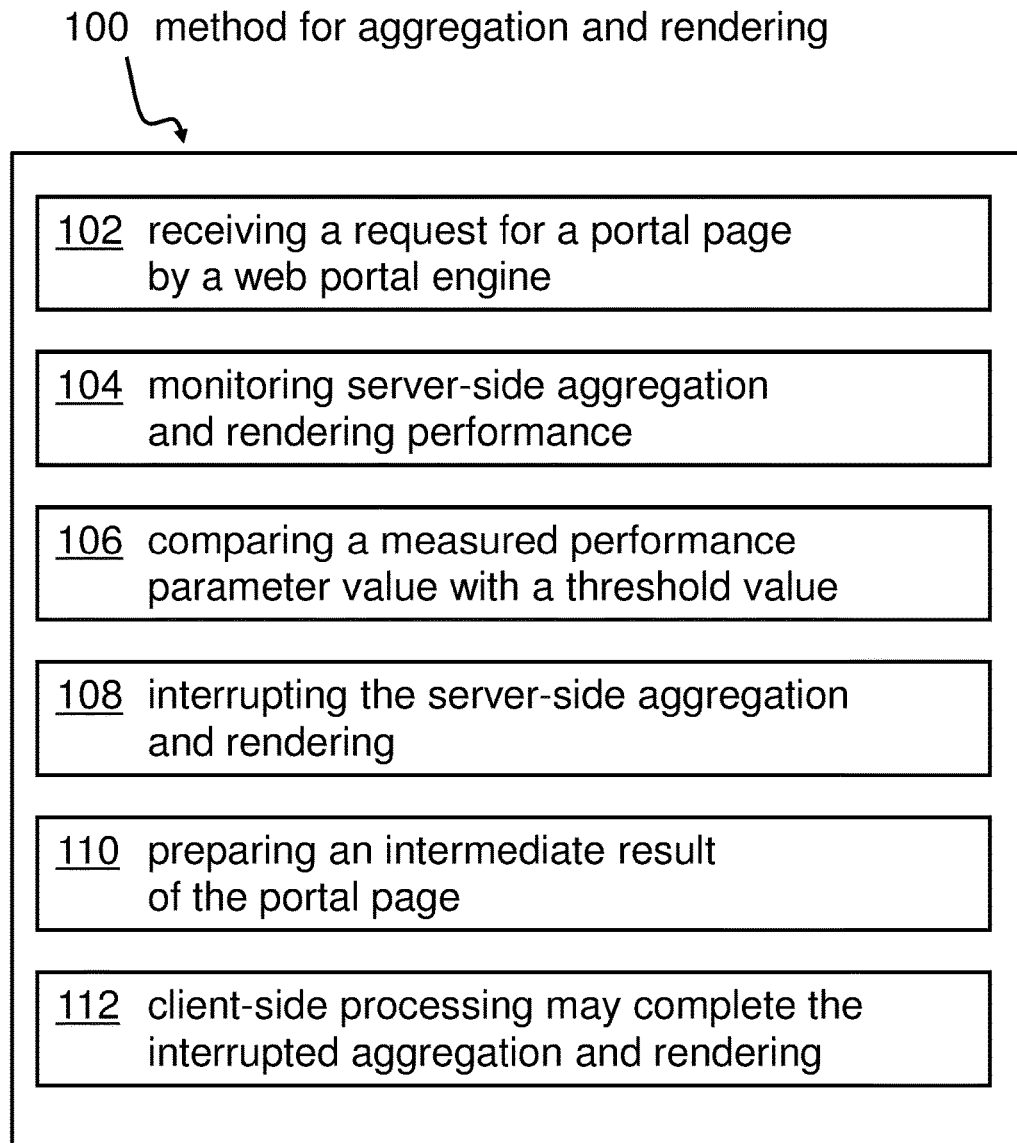 100 method for aggregation and rendering
102 receiving a request for a portal page
by a web portal engine
104 monitoring server-side aggregation
and rendering performance
106 comparing a measured performance
parameter value with a threshold value
108 interrupting the server-side aggregation
and rendering
110 preparing an intermediate result
of the portal page
112 client-side processing may complete the
interrupted aggregation and rendering